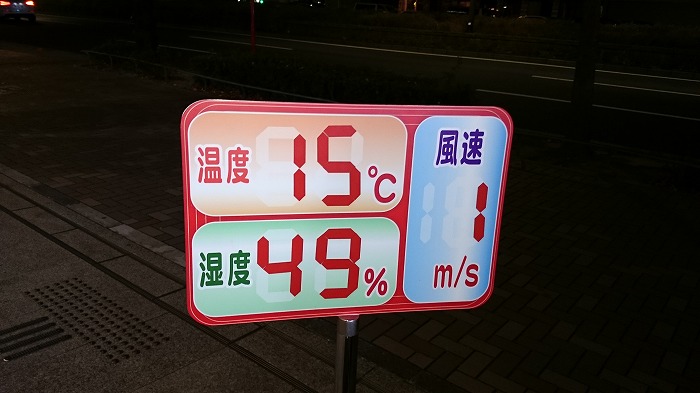 温度 15℃
湿度 49%
風速
1
m/s